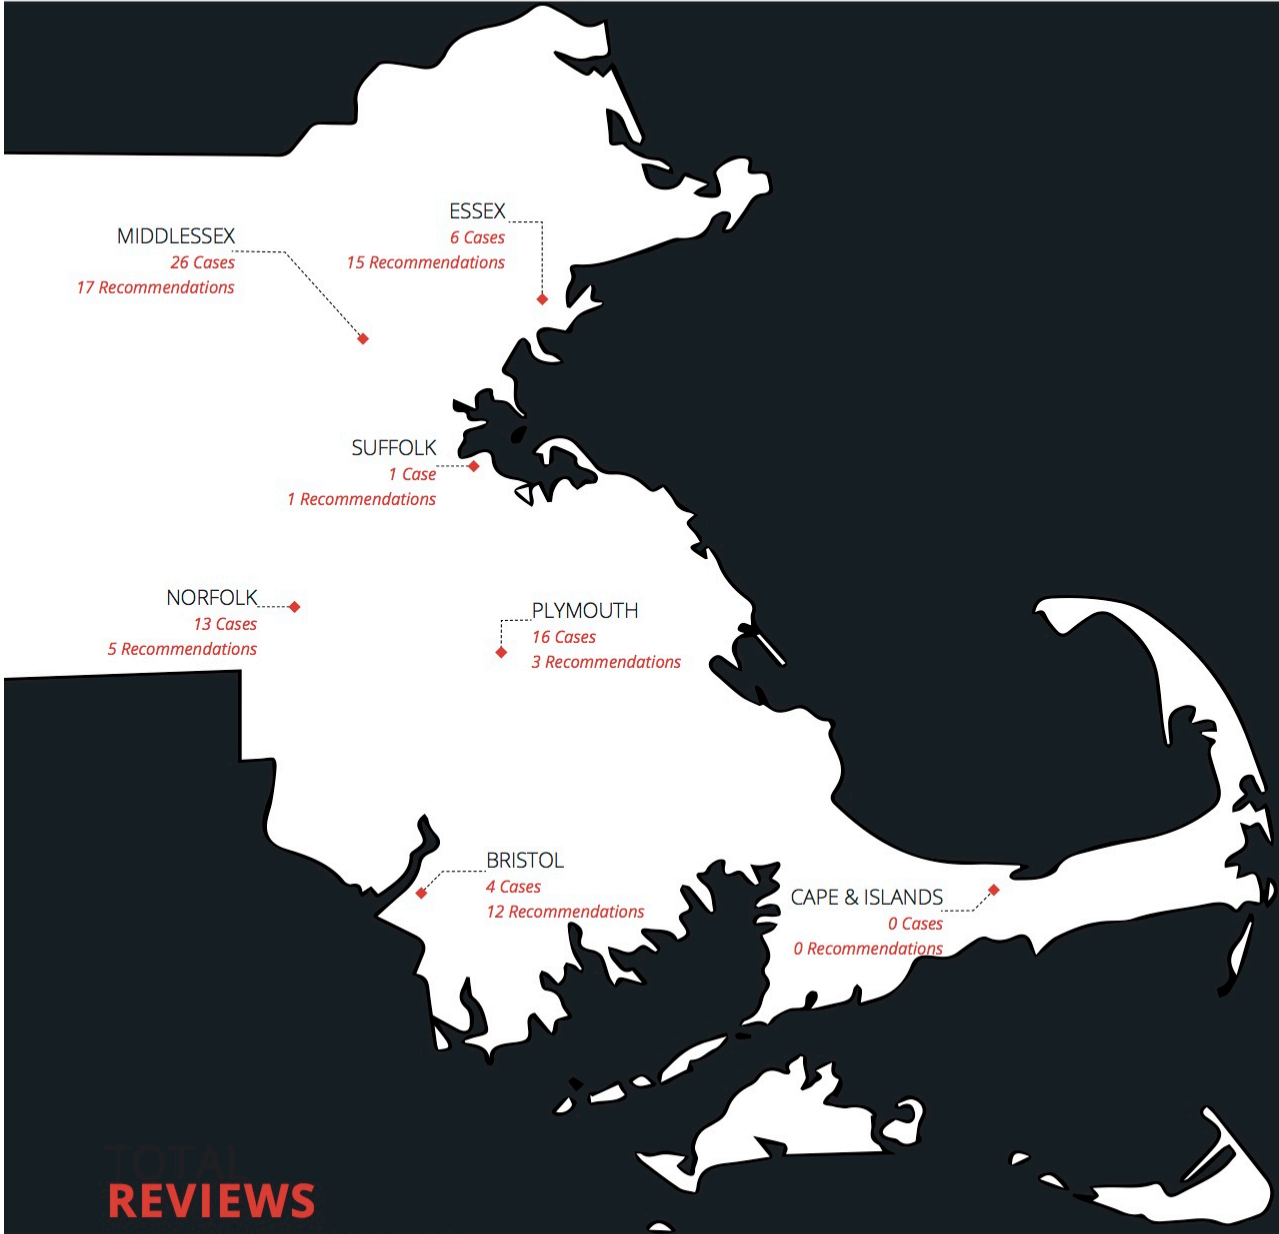 ESSEX
6 Cases
15 Recommendations
MIDDLESSEX
26 Cases
17 Recommendations
SUFFOLK
1 Case
1 Recommendations
NORFOLK
13 Cases
5 Recommendations
PLYMOUTH
16 Cases
3 Recommendations
BRISTOL
4 Cases
12 Recommendations
CAPE & ISLANDS
0 Cases
0 Recommendations
TOTAL
REVIEWS